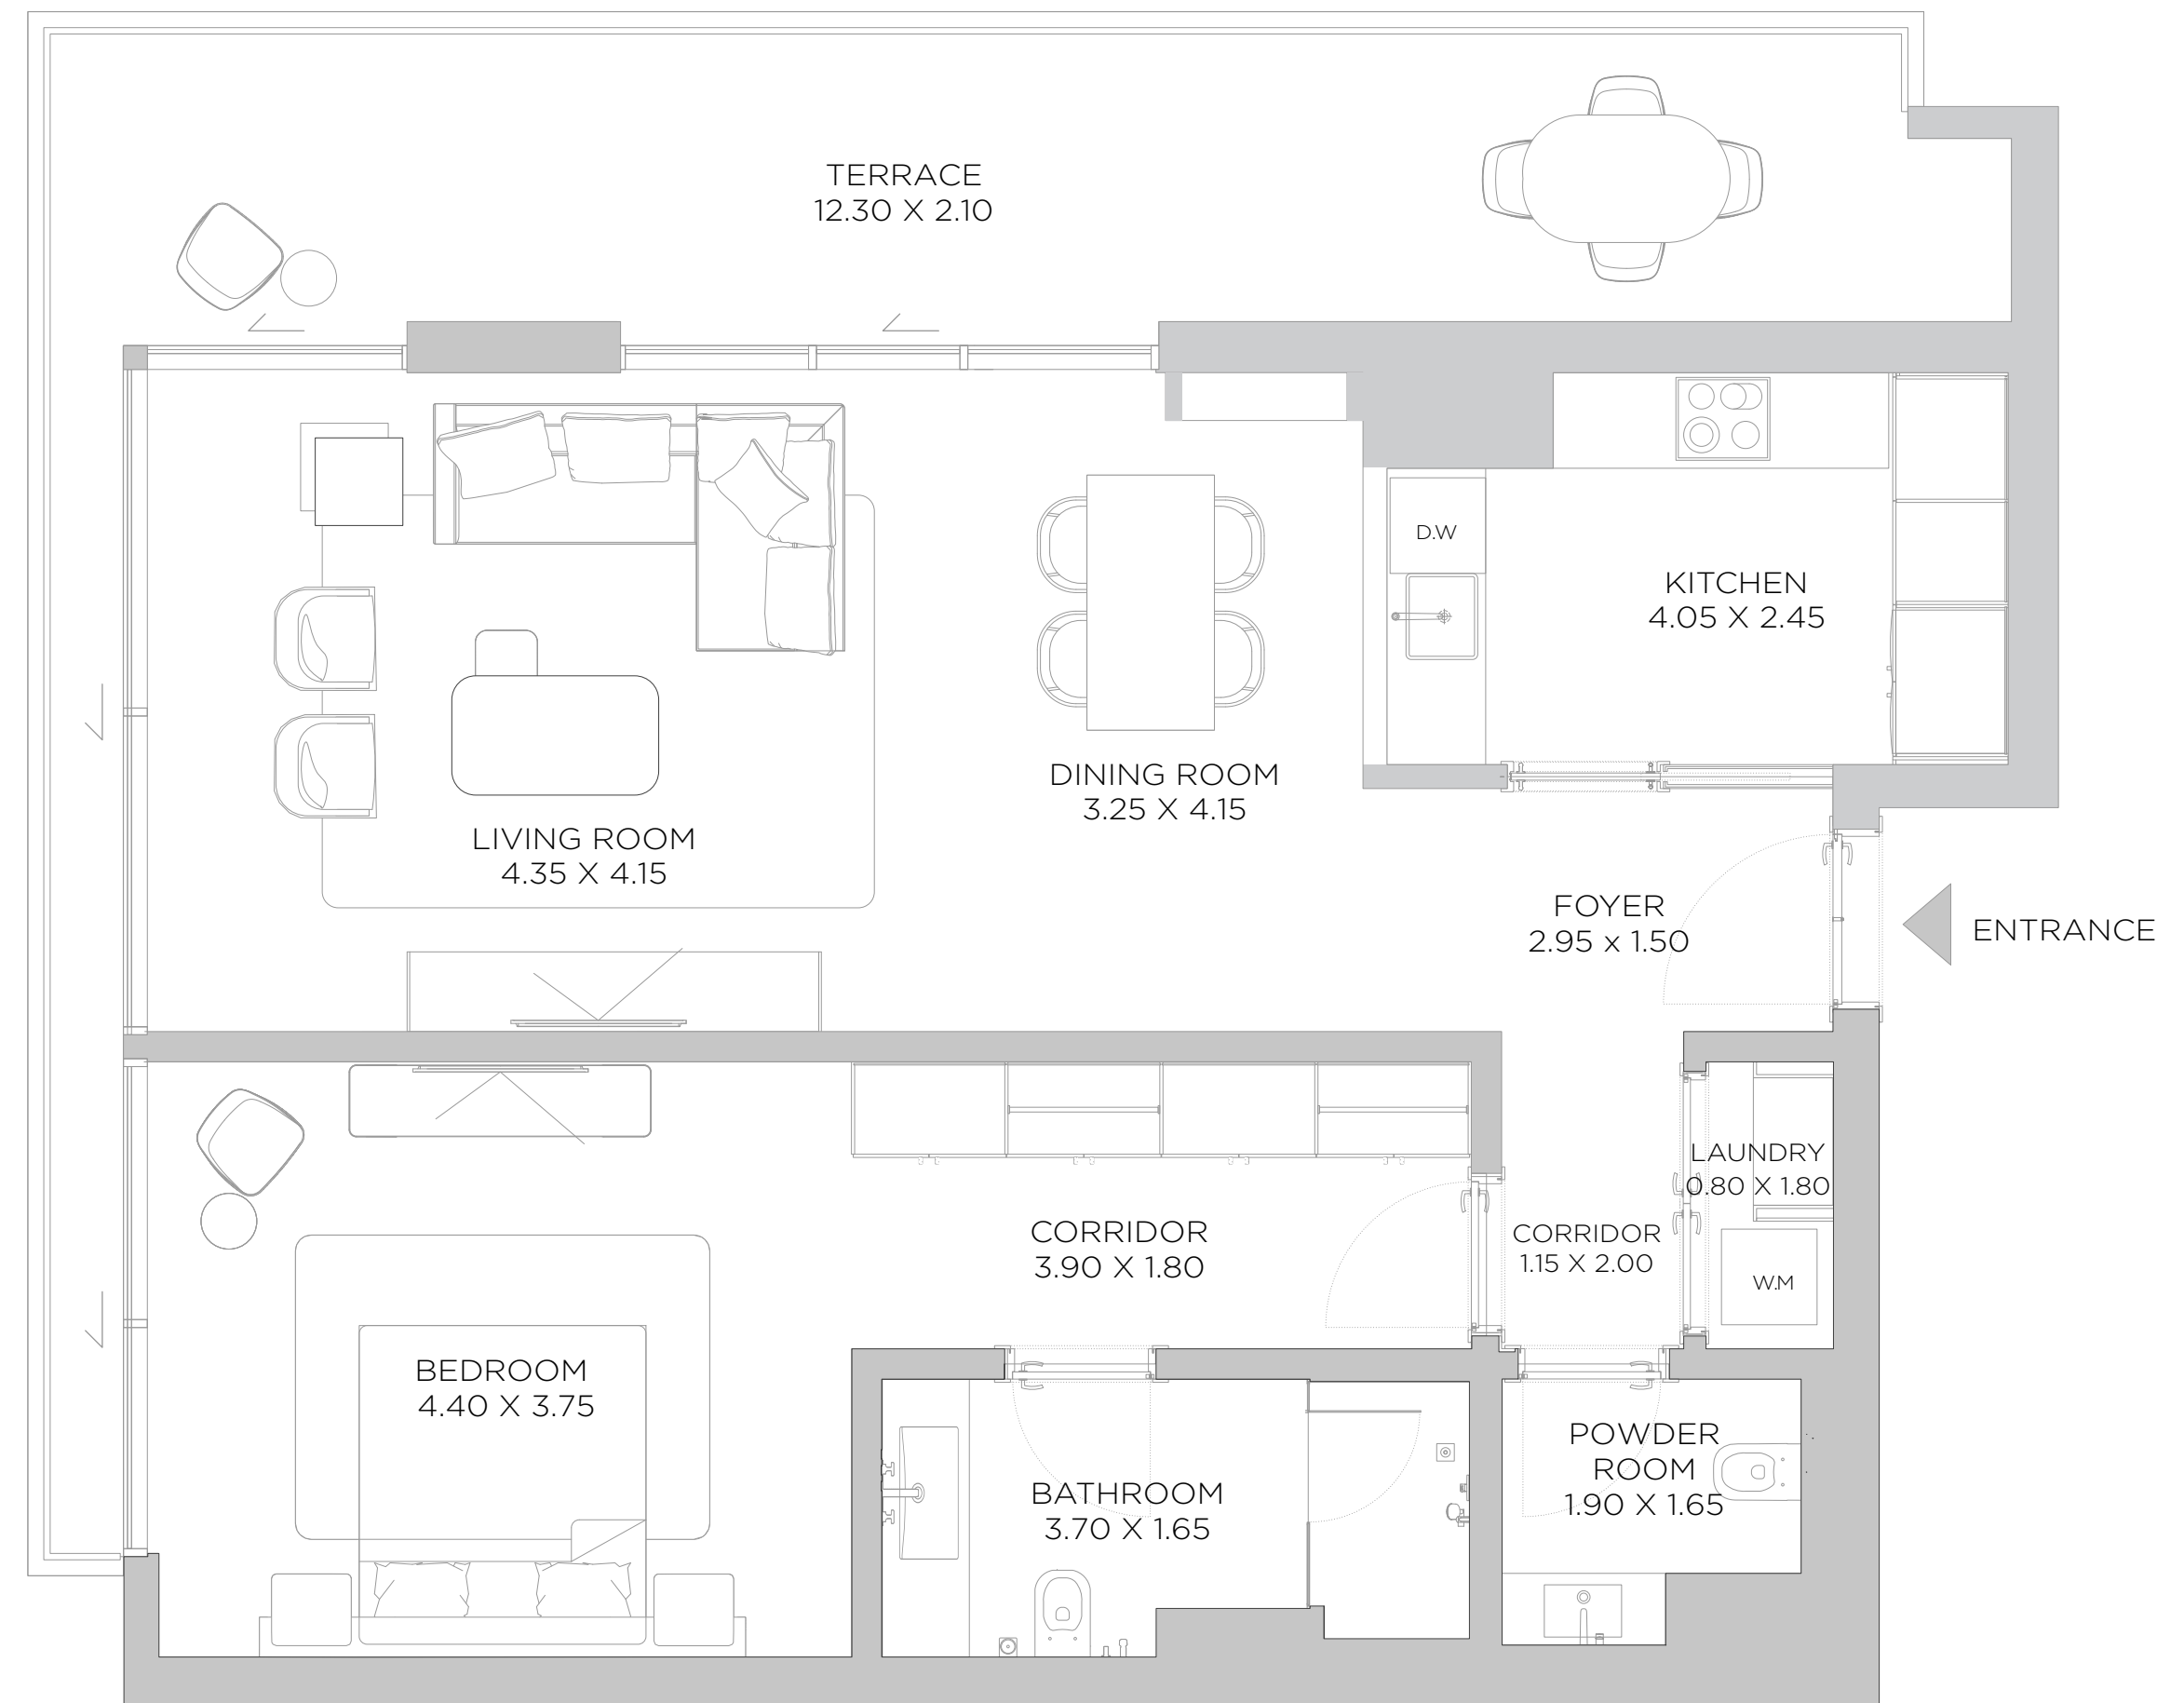 TERRACE
12.30 X 2.10
D.W
KITCHEN
4.05 X 2.45
DINING ROOM
3.25 X 4.15
LIVING ROOM
4.35 X 4.15
FOYER
2.95 x 1.50
ENTRANCE
LAUNDRY
0.80 X 1.80
CORRIDOR
3.90 X 1.80
CORRIDOR
1.15 X 2.00
W.M
BEDROOM
4.40 X 3.75
POWDER
ROOM
1.90 X 1.65
BATHROOM
3.70 X 1.65